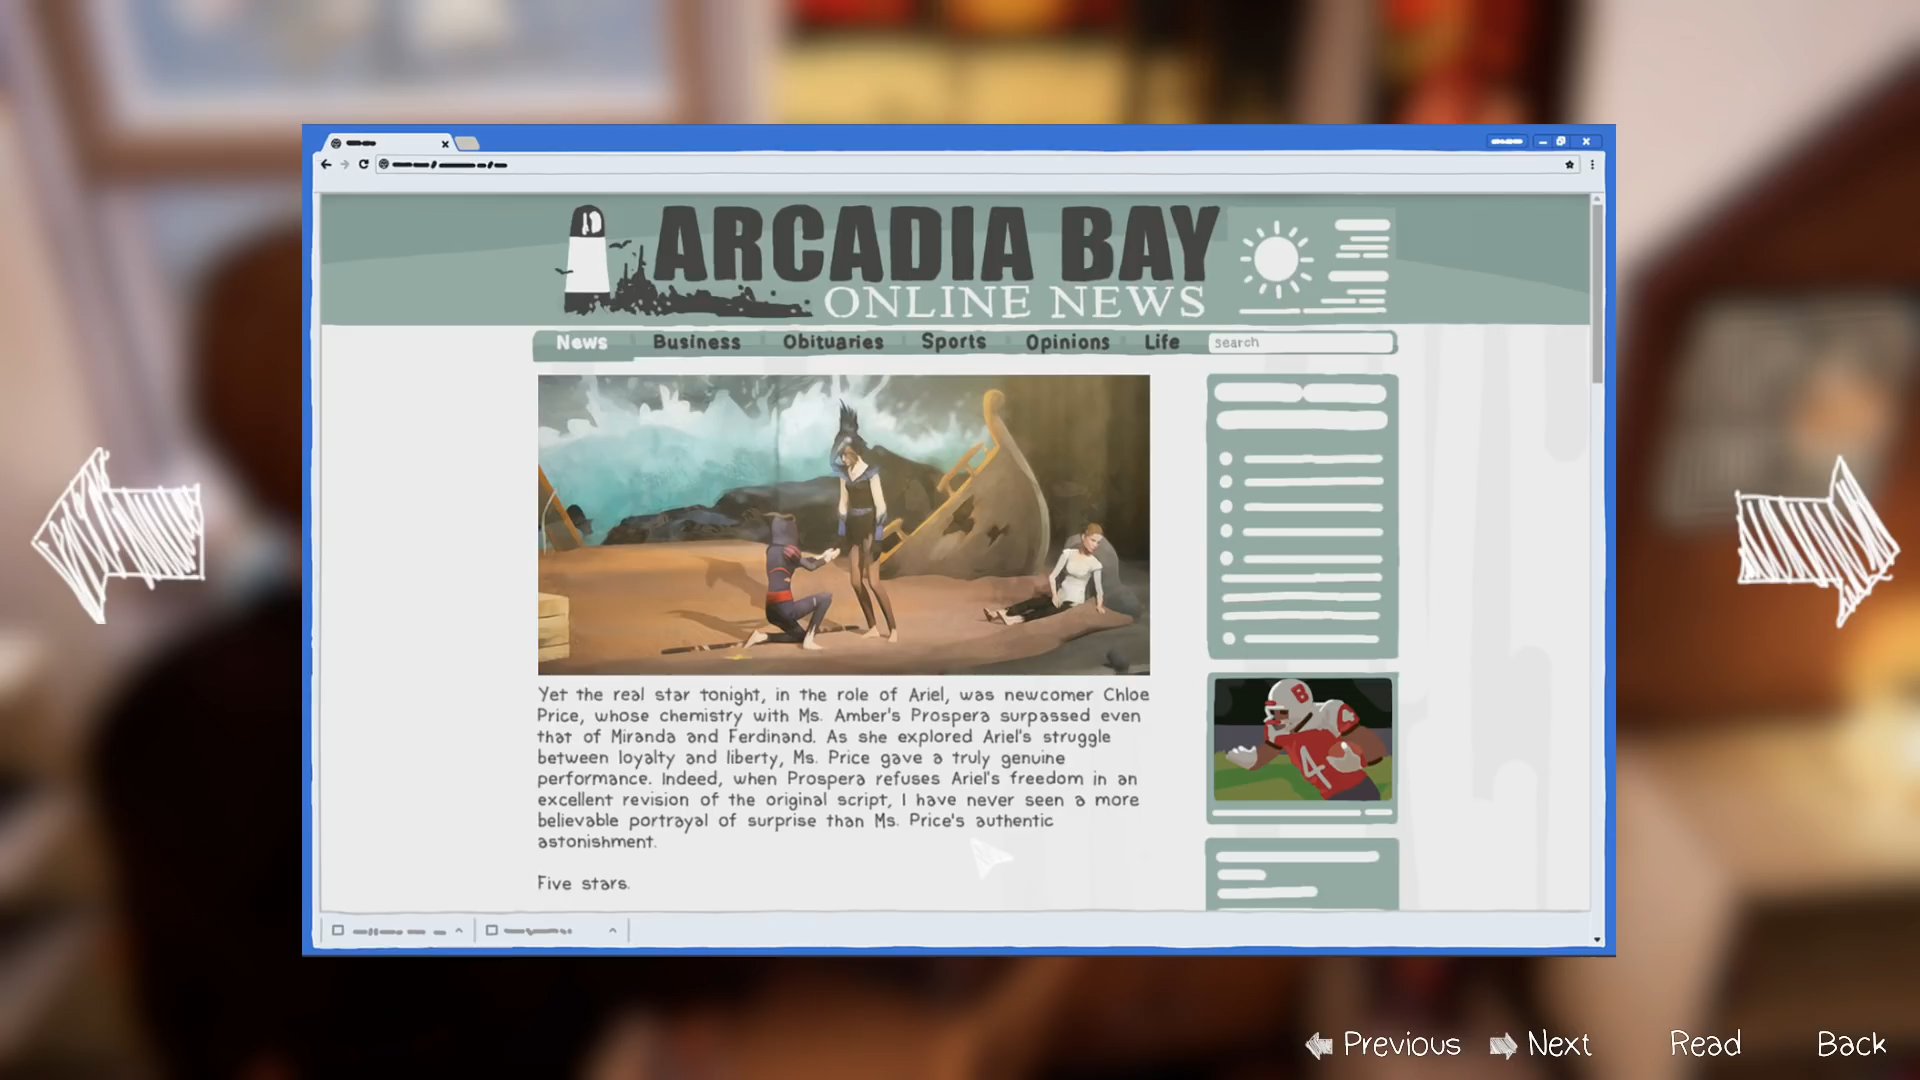 ARCADIA BAY
ONLINE NEWS
News Business Obituaries Sports Opinions Life search
Yet the real star tonight, in the role of Ariel, was newcomer Chloe
Price, whose chemistry with Ms. Amber's Prospera surpassed even
that of Miranda and Ferdinand. As she explored Ariel's struggle
between loyalty and liberty, Ms. Price gave a truly genuine
performance. Indeed, when Prospera refuses Ariel's freedom in an
excellent revision of the original script, I have never seen a more
believable portrayal of surprise than Ms. Price's authentic
astonishment.
Five stars.
B
4
4
Previous Next Read Back